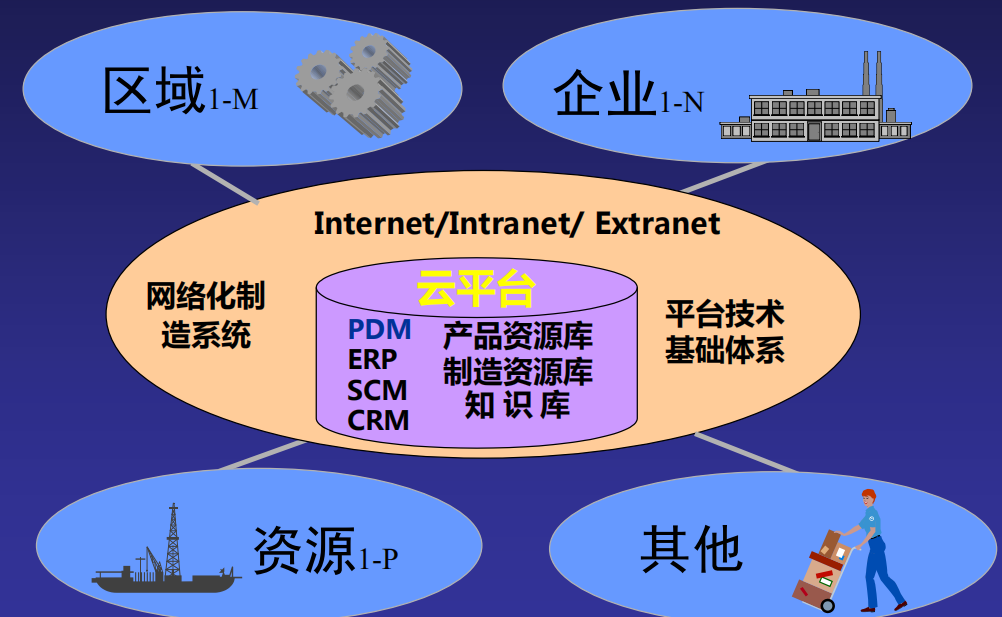 区域1-M
企业1-N
Internet/Intranet/ Extranet
网络化制
造系统
云平台
PDM
ERP
SCM
CRM
产品资源库
制造资源库
知 识 库
平台技术
基础体系
资源1-P
其他